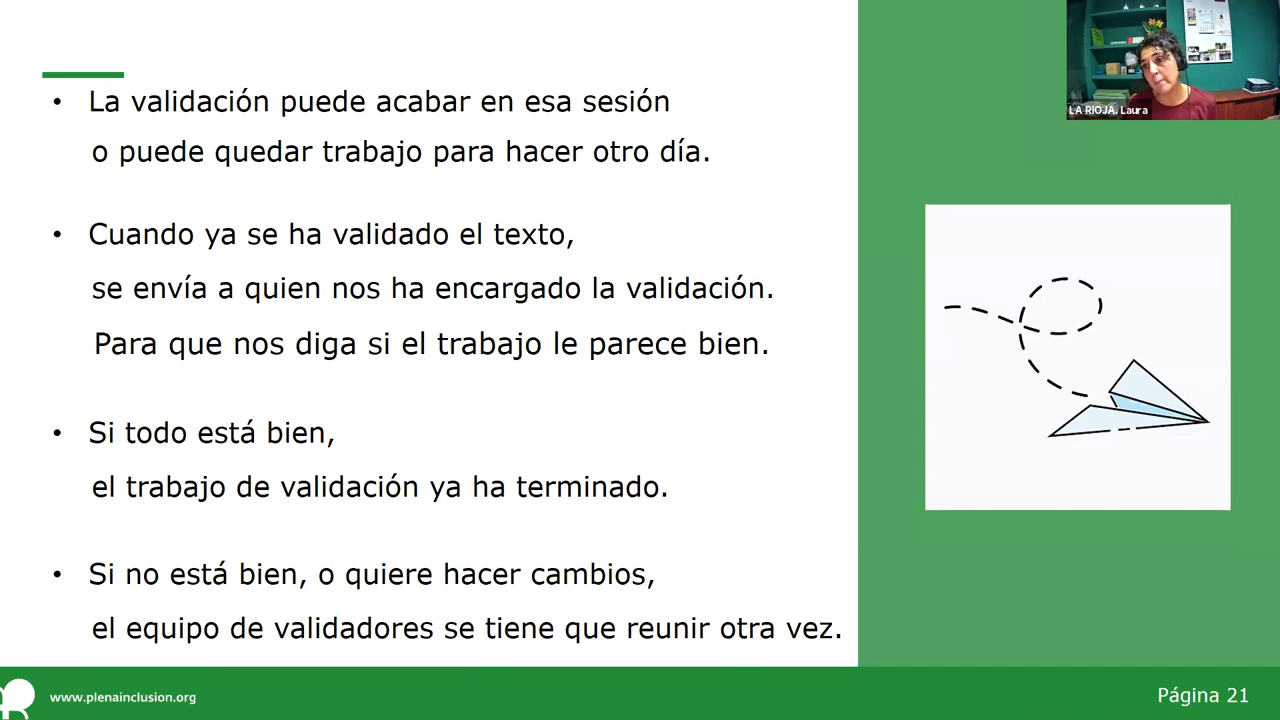 • La validación puede acabar en esa sesión
o puede quedar trabajo para hacer otro día.
• Cuando ya se ha validado el texto,
se envía a quien nos ha encargado la validación.
Para que nos diga si el trabajo le parece bien.
• Si todo está bien,
el trabajo de validación ya ha terminado.
• Si no está bien, o quiere hacer cambios,
el equipo de validadores se tiene que reunir otra vez.
LA RIOJA, Laura
www.plenainclusion.org
Página 21